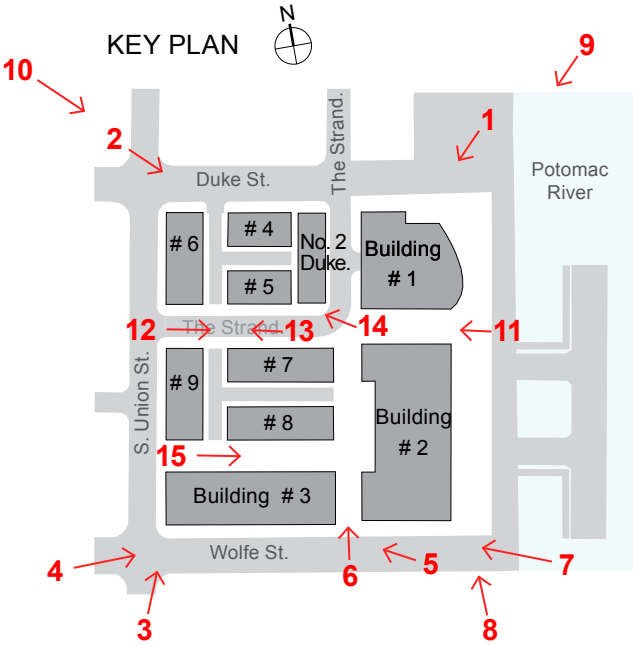 N
KEY PLAN
9
10
1
2
The Strand.
Potomac
River
Duke St.
# 6
# 4
No. 2
Duke.
Building
# 1
# 5
12
The Strand.
13
14
11
S. Union St.
# 9
# 7
# 8
Building
# 2
15
Building # 3
Wolfe St.
4
5
7
6
3
8